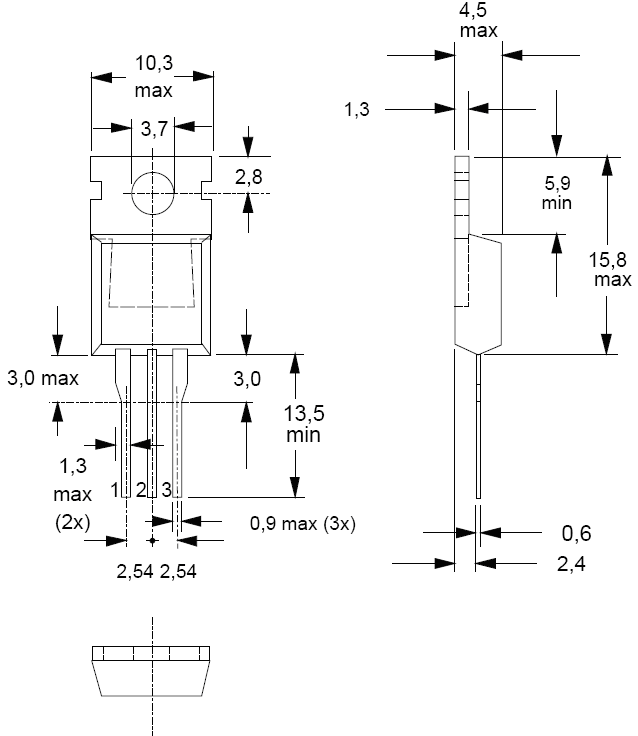 10,3
max
3,7
2,8
3,0 max
3,0
13,5
min
1,3
max
(2x)
1 2 3
0,9 max (3x)
2,54 2,54
4,5
max
1,3
5,9
min
15,8
max
0,6
2,4